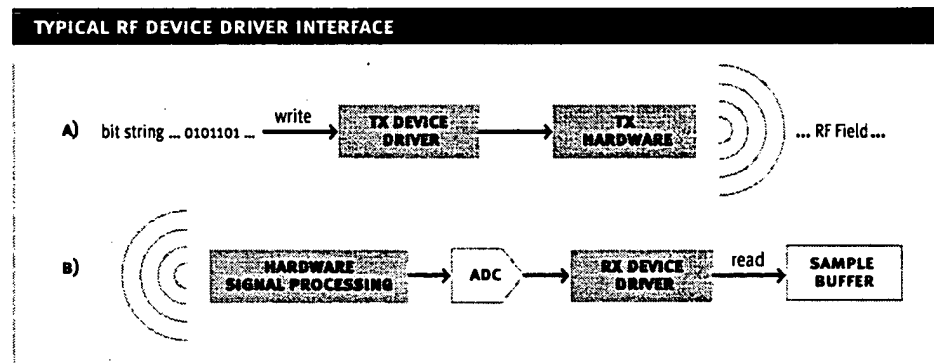 TYPICAL RF DEVICE DRIVER INTERFACE
A) bit string ... 0101101 ... write TX DEVICE DRIVER TX HARDWARE ... RF Field ...
B) HARDWARE SIGNAL PROCESSING ADC RX DEVICE DRIVER read SAMPLE BUFFER